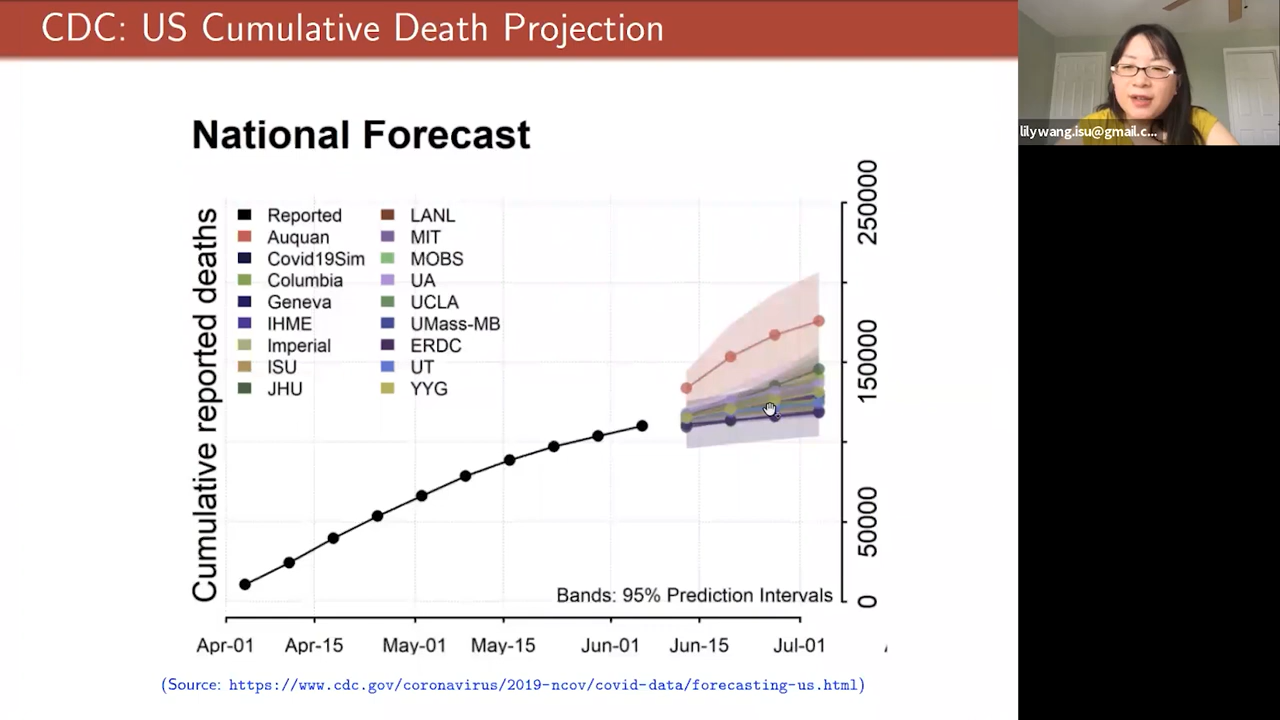 CDC: US Cumulative Death Projection
lilywang.isu@gmail.c...
National Forecast
Cumulative reported deaths
Reported
Auquan
Covid19Sim
Columbia
Geneva
IHME
Imperial
ISU
JHU
LANL
MIT
MOBS
UA
UCLA
UMass-MB
ERDC
UT
YYG
250000
150000
50000
0
Bands: 95% Prediction Intervals
Apr-01 Apr-15 May-01 May-15 Jun-01 Jun-15 Jul-01
(Source: https://www.cdc.gov/coronavirus/2019-ncov/covid-data/forecasting-us.html)